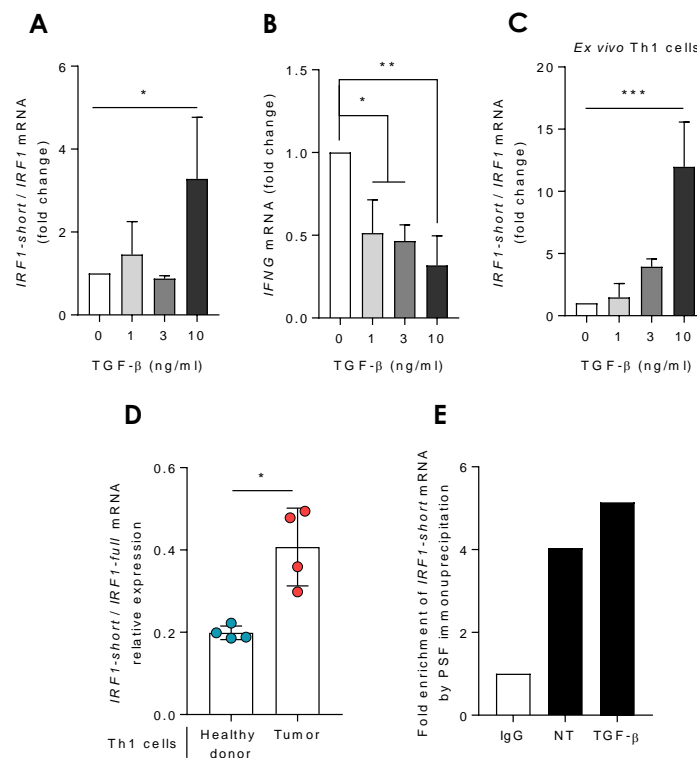 A
IRF1-short / IRF1 mRNA
(fold change)
6
4
2
0
*
0 1 3 10
TGF-β (ng/ml)
B
IFNG mRNA (fold change)
1.5
1.0
0.5
0.0
**
*
0 1 3 10
TGF-β (ng/ml)
C
Ex vivo Th1 cells
IRF1-short / IRF1 mRNA
(fold change)
20
15
10
5
0
***
0 1 3 10
TGF-β (ng/ml)
D
IRF1-short / IRF1-full mRNA
relative expression
0.6
0.4
0.2
0.0
*
Th1 cells
Healthy
donor
Tumor
E
Fold enrichment of IRF1-short mRNA
by PSF immonuprecipitation
6
4
2
0
IgG NT TGF-β